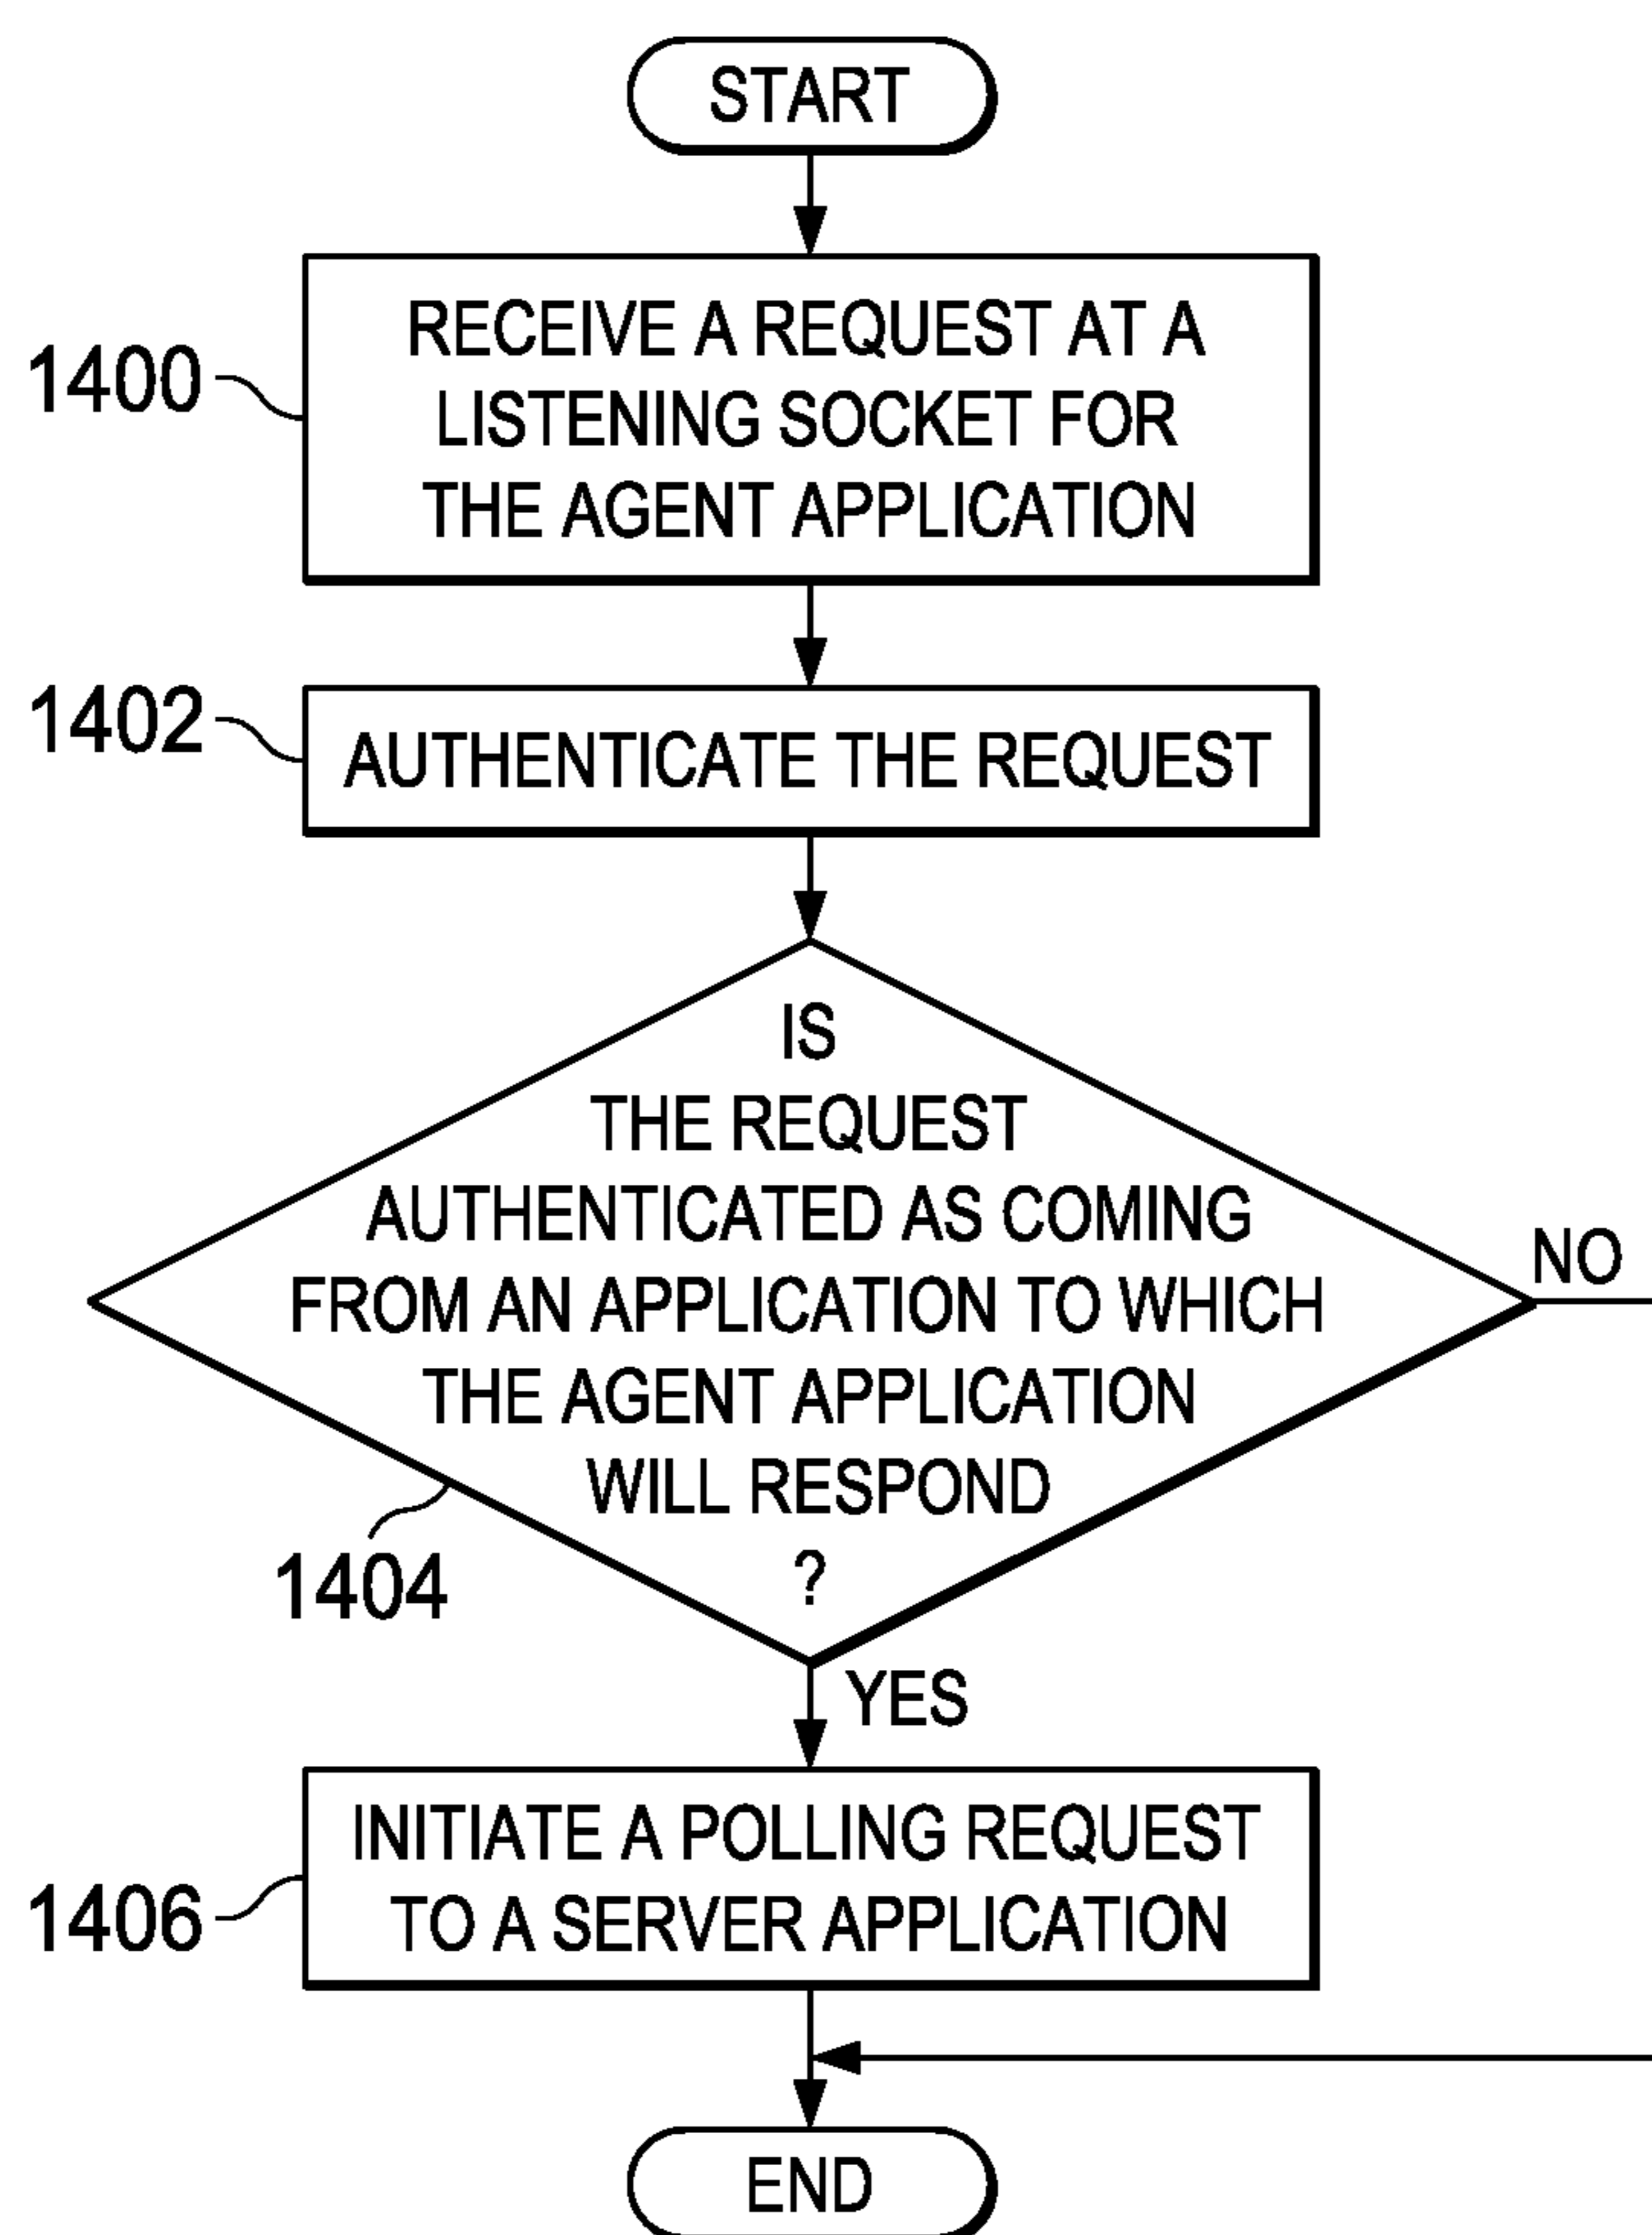 START
1400
RECEIVE A REQUEST AT A
LISTENING SOCKET FOR
THE AGENT APPLICATION
1402
AUTHENTICATE THE REQUEST
IS
THE REQUEST
AUTHENTICATED AS COMING
FROM AN APPLICATION TO WHICH
THE AGENT APPLICATION
WILL RESPOND
?
NO
1404
YES
1406
INITIATE A POLLING REQUEST
TO A SERVER APPLICATION
END